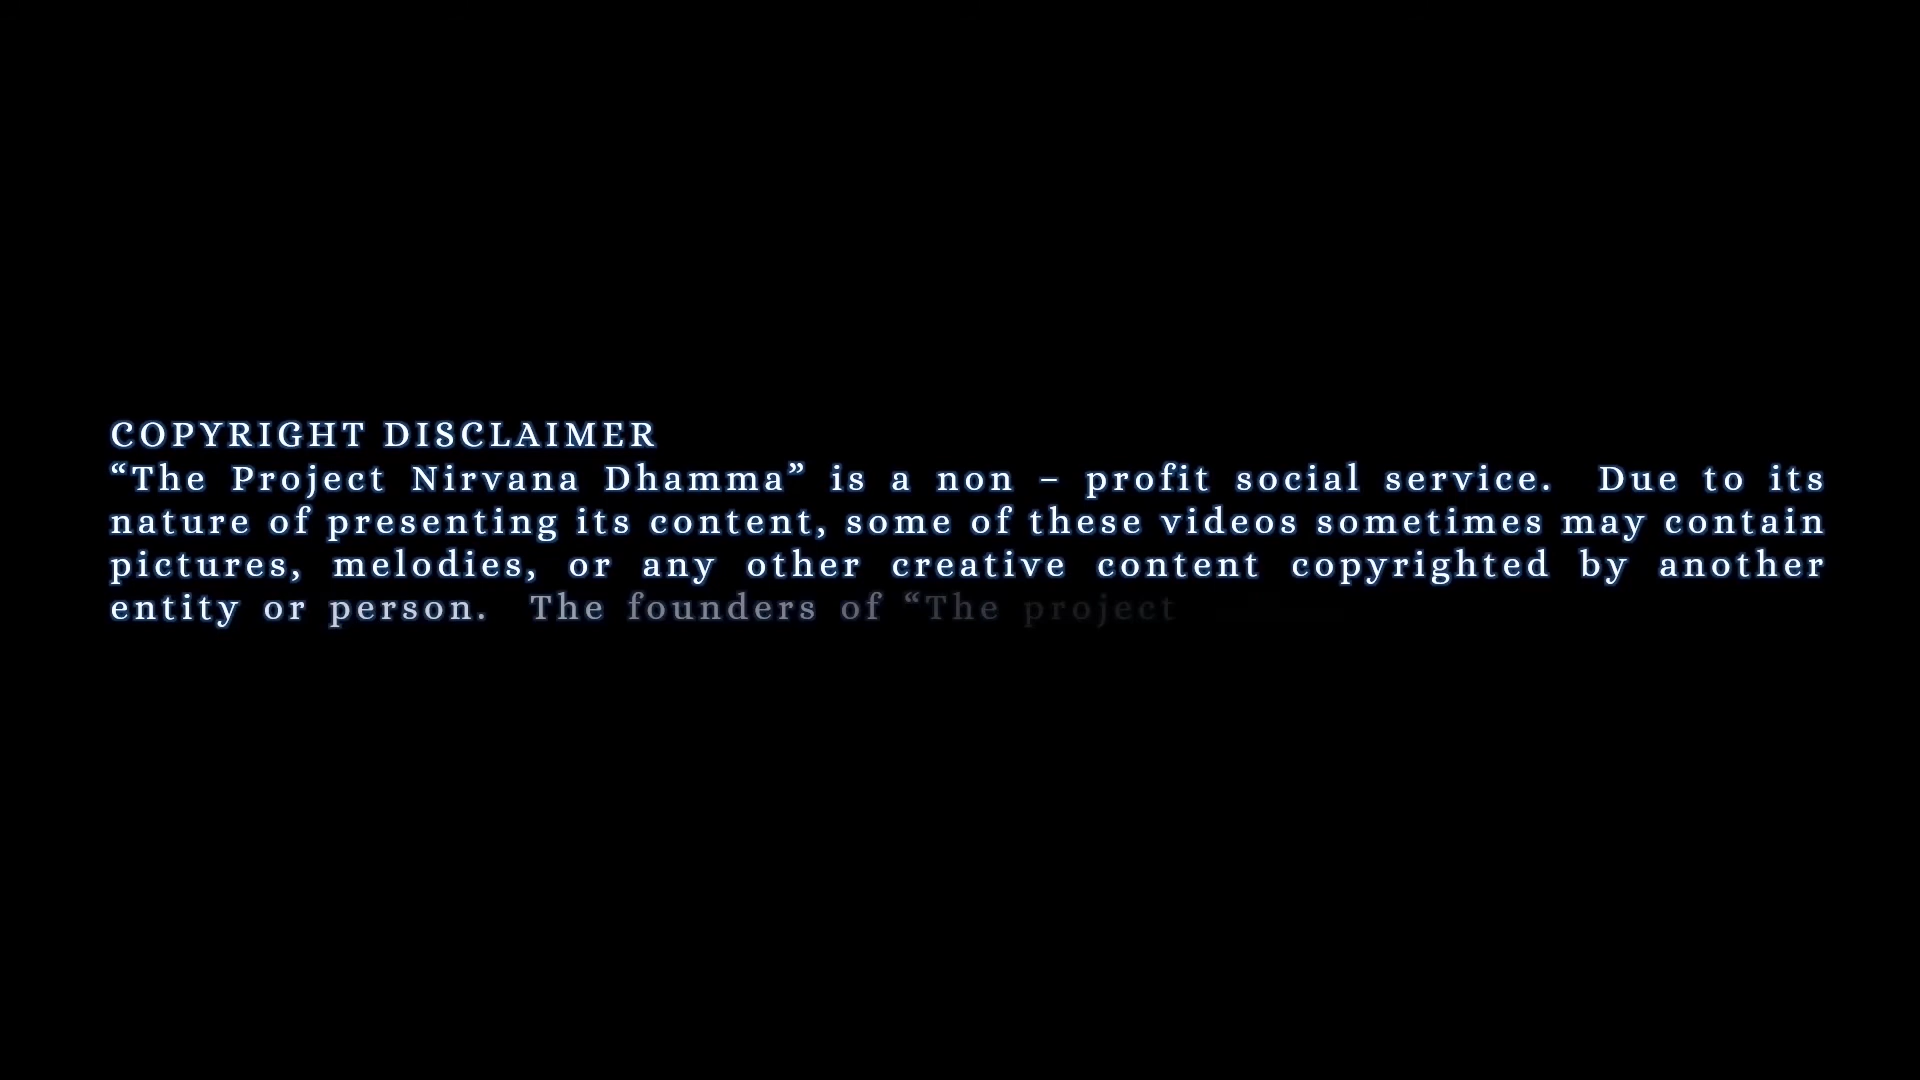 COPYRIGHT DISCLAIMER
“The Project Nirvana Dhamma” is a non – profit social service.  Due to its
nature of presenting its content, some of these videos sometimes may contain
pictures, melodies, or any other creative content copyrighted by another
entity or person.  The founders of “The project